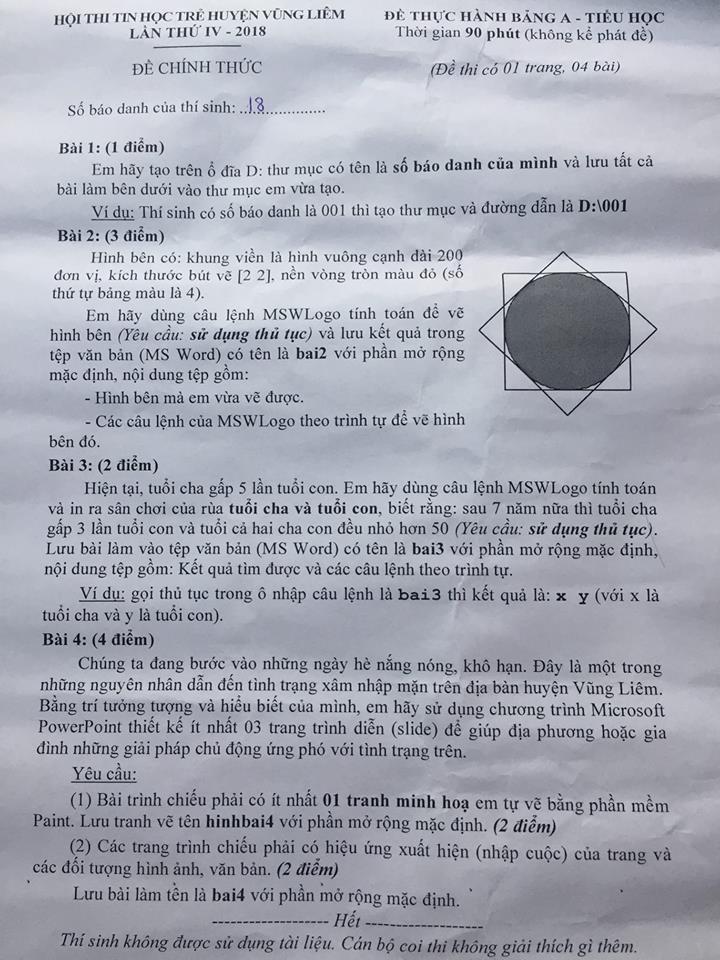 HỘI THI TIN HỌC TRẺ HUYỆN VŨNG LIÊM
LẦN THỨ IV - 2018
ĐỀ CHÍNH THỨC
ĐỀ THỰC HÀNH BẢNG A - TIỂU HỌC
Thời gian 90 phút (không kể phát đề)
(Đề thi có 01 trang, 04 bài)
Số báo danh của thí sinh: ..18....................
Bài 1: (1 điểm)
Em hãy tạo trên ổ đĩa D: thư mục có tên là số báo danh của mình và lưu tất cả
bài làm bên dưới vào thư mục em vừa tạo.
Ví dụ: Thí sinh có số báo danh là 001 thì tạo thư mục và đường dẫn là D:\001
Bài 2: (3 điểm)
Hình bên có: khung viền là hình vuông cạnh dài 200
đơn vị, kích thước bút vẽ [2 2], nền vòng tròn màu đỏ (số
thứ tự bảng màu là 4).
Em hãy dùng câu lệnh MSWLogo tính toán để vẽ
hình bên (Yêu cầu: sử dụng thủ tục) và lưu kết quả trong
tệp văn bản (MS Word) có tên là bai2 với phần mở rộng
mặc định, nội dung tệp gồm:
- Hình bên mà em vừa vẽ được.
- Các câu lệnh của MSWLogo theo trình tự để vẽ hình
bên đó.
Bài 3: (2 điểm)
Hiện tại, tuổi cha gấp 5 lần tuổi con. Em hãy dùng câu lệnh MSWLogo tính toán
và in ra sân chơi của rùa tuổi cha và tuổi con, biết rằng: sau 7 năm nữa thì tuổi cha
gấp 3 lần tuổi con và tuổi cả hai cha con đều nhỏ hơn 50 (Yêu cầu: sử dụng thủ tục).
Lưu bài làm vào tệp văn bản (MS Word) có tên là bai3 với phần mở rộng mặc định,
nội dung tệp gồm: Kết quả tìm được và các câu lệnh theo trình tự.
Ví dụ: gọi thủ tục trong ô nhập câu lệnh là bai3 thì kết quả là: x y (với x là
tuổi cha và y là tuổi con).
Bài 4: (4 điểm)
Chúng ta đang bước vào những ngày hè nắng nóng, khô hạn. Đây là một trong
những nguyên nhân dẫn đến tình trạng xâm nhập mặn trên địa bàn huyện Vũng Liêm.
Bằng trí tưởng tượng và hiểu biết của mình, em hãy sử dụng chương trình Microsoft
PowerPoint thiết kế ít nhất 03 trang trình diễn (slide) để giúp địa phương hoặc gia
đình những giải pháp chủ động ứng phó với tình trạng trên.
Yêu cầu:
(1) Bài trình chiếu phải có ít nhất 01 tranh minh hoạ em tự vẽ bằng phần mềm
Paint. Lưu tranh vẽ tên hinhbai4 với phần mở rộng mặc định. (2 điểm)
(2) Các trang trình chiếu phải có hiệu ứng xuất hiện (nhập cuộc) của trang và
các đối tượng hình ảnh, văn bản. (2 điểm)
Lưu bài làm tên là bai4 với phần mở rộng mặc định.
------------------- Hết -------------------
Thí sinh không được sử dụng tài liệu. Cán bộ coi thi không giải thích gì thêm.